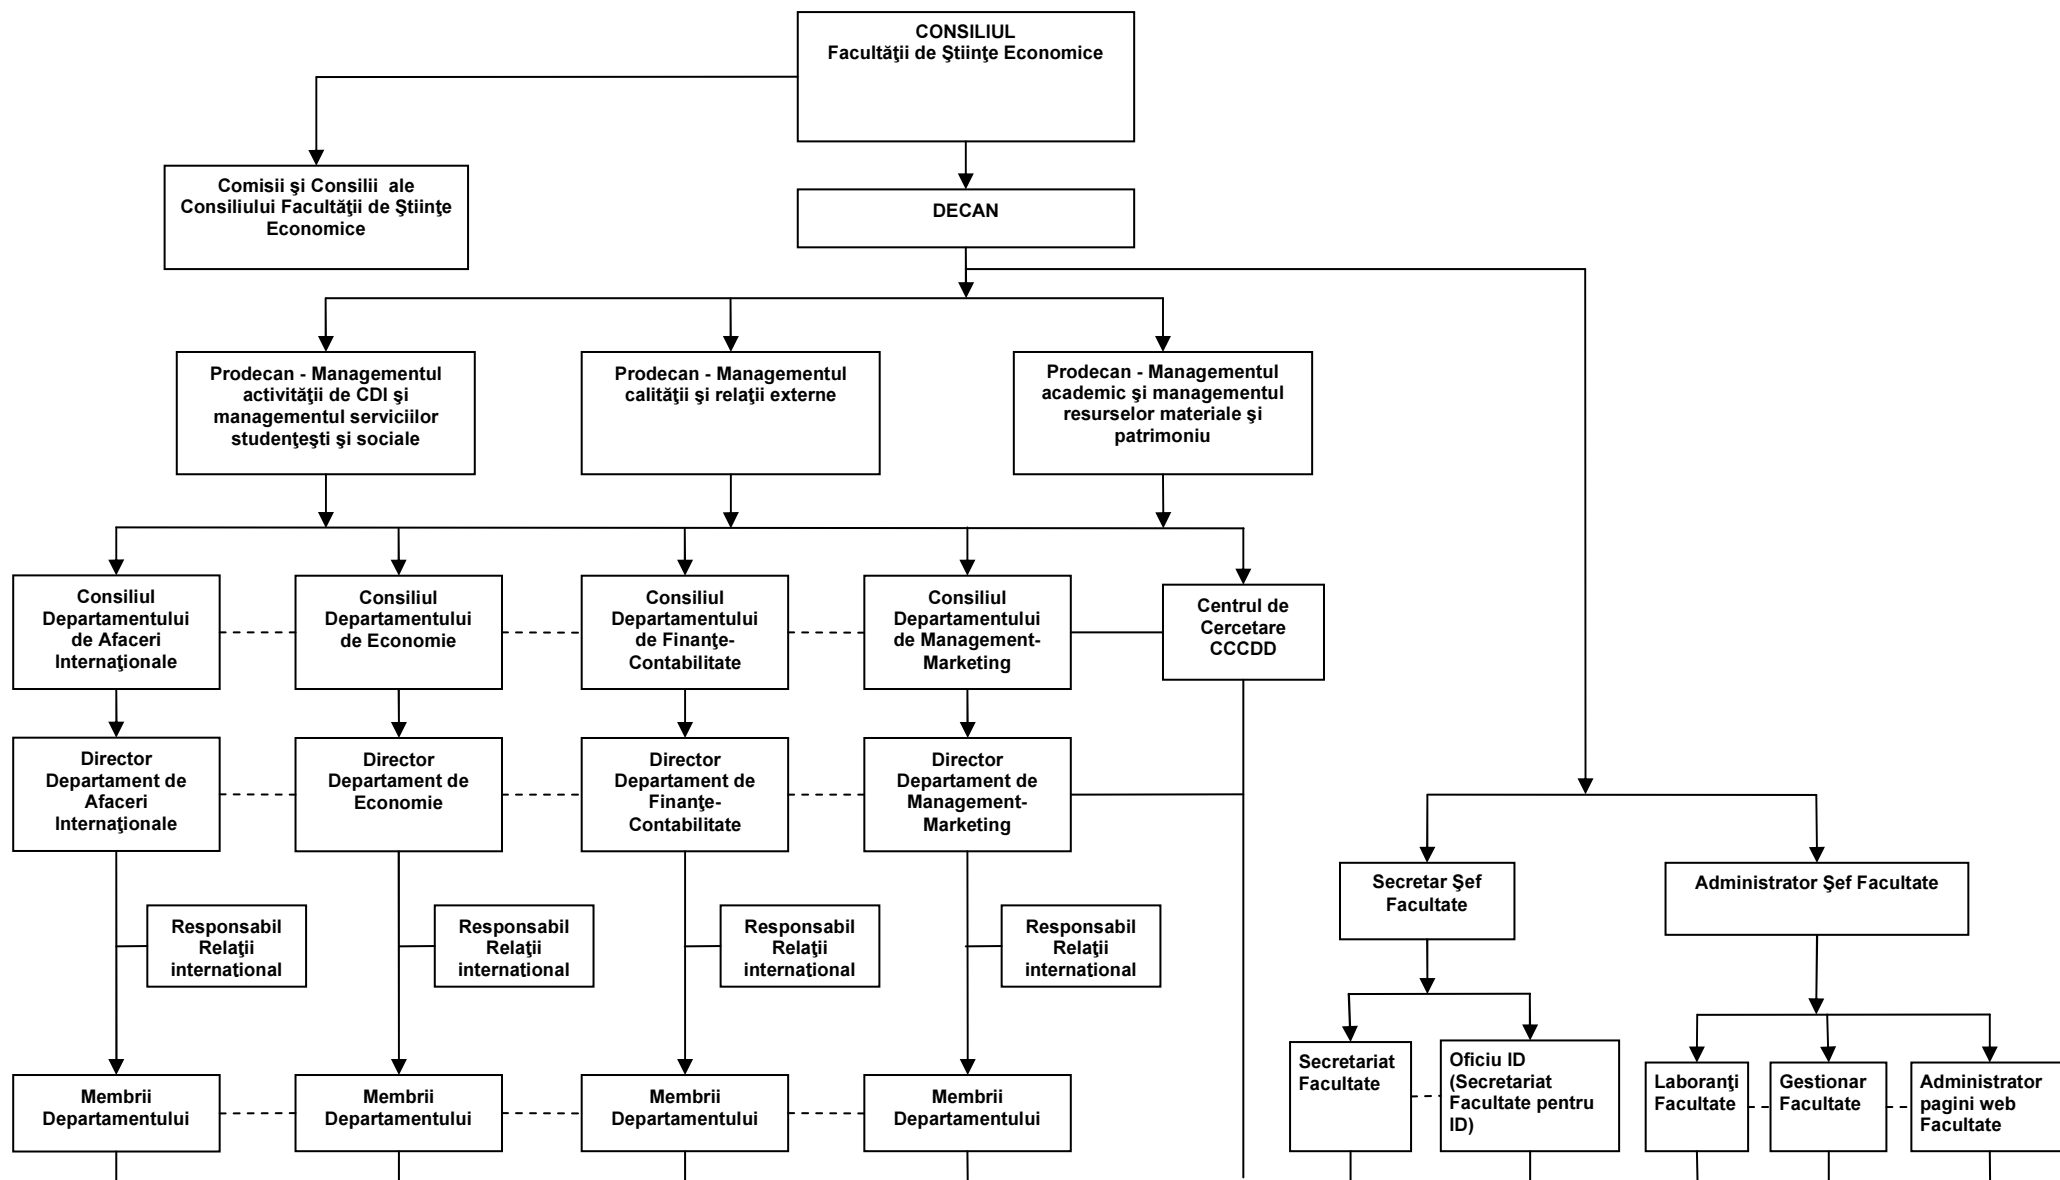 CONSILIUL
Facultăţii de Ştiinţe Economice
Comisii şi Consilii ale
Consiliului Facultăţii de Ştiinţe
Economice
DECAN
Prodecan - Managementul
activităţii de CDI şi
managementul serviciilor
studenţeşti şi sociale
Prodecan - Managementul
calităţii şi relaţii externe
Prodecan - Managementul
academic şi managementul
resurselor materiale şi
patrimoniu
Consiliul
Departamentului
de Afaceri
Internaţionale
Consiliul
Departamentului
de Economie
Consiliul
Departamentului
de Finanţe-
Contabilitate
Consiliul
Departamentului
de Management-
Marketing
Centrul de
Cercetare
CCCDD
Director
Departament de
Afaceri
Internaţionale
Director
Departament de
Economie
Director
Departament de
Finanţe-
Contabilitate
Director
Departament de
Management-
Marketing
Secretar Şef
Facultate
Administrator Şef Facultate
Responsabil
Relaţii
internaţional
Responsabil
Relaţii
internaţional
Responsabil
Relaţii
internaţional
Responsabil
Relaţii
internaţional
Membrii
Departamentului
Membrii
Departamentului
Membrii
Departamentului
Membrii
Departamentului
Secretariat
Facultate
Oficiu ID
(Secretariat
Facultate pentru
ID)
Laboranţi
Facultate
Gestionar
Facultate
Administrator
pagini web
Facultate